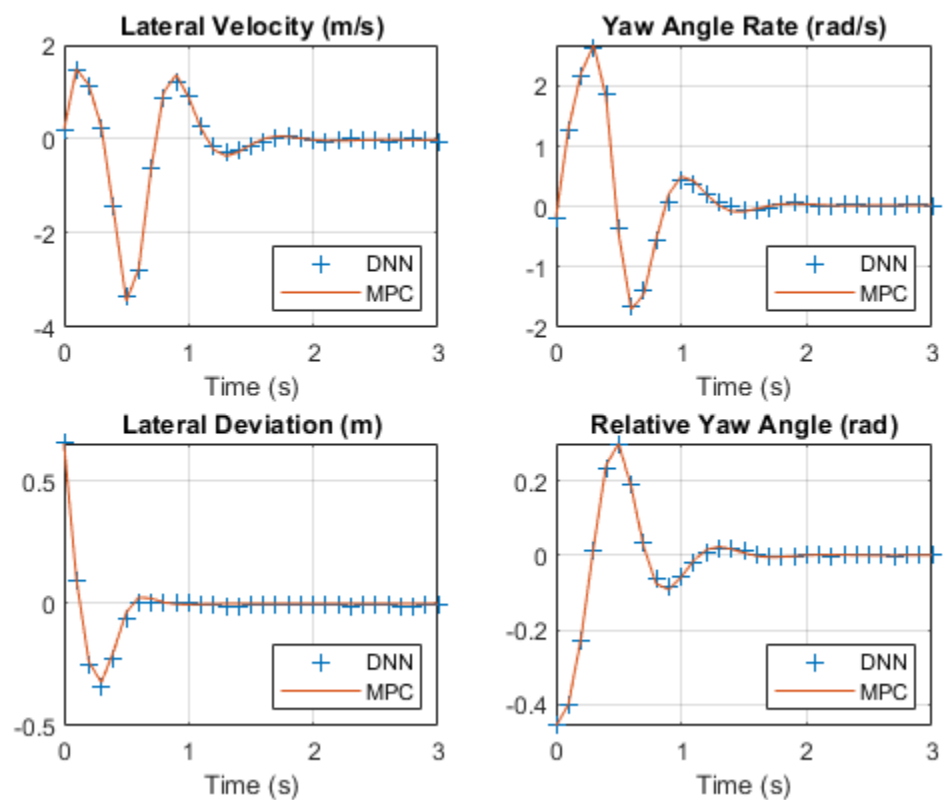 Lateral Velocity (m/s)
2
0
-2
-4
0 1 2 3
Time (s)
DNN
MPC
Yaw Angle Rate (rad/s)
2
1
0
-1
-2
0 1 2 3
Time (s)
DNN
MPC
Lateral Deviation (m)
0.5
0
-0.5
0 1 2 3
Time (s)
DNN
MPC
Relative Yaw Angle (rad)
0.2
0
-0.2
-0.4
0 1 2 3
Time (s)
DNN
MPC